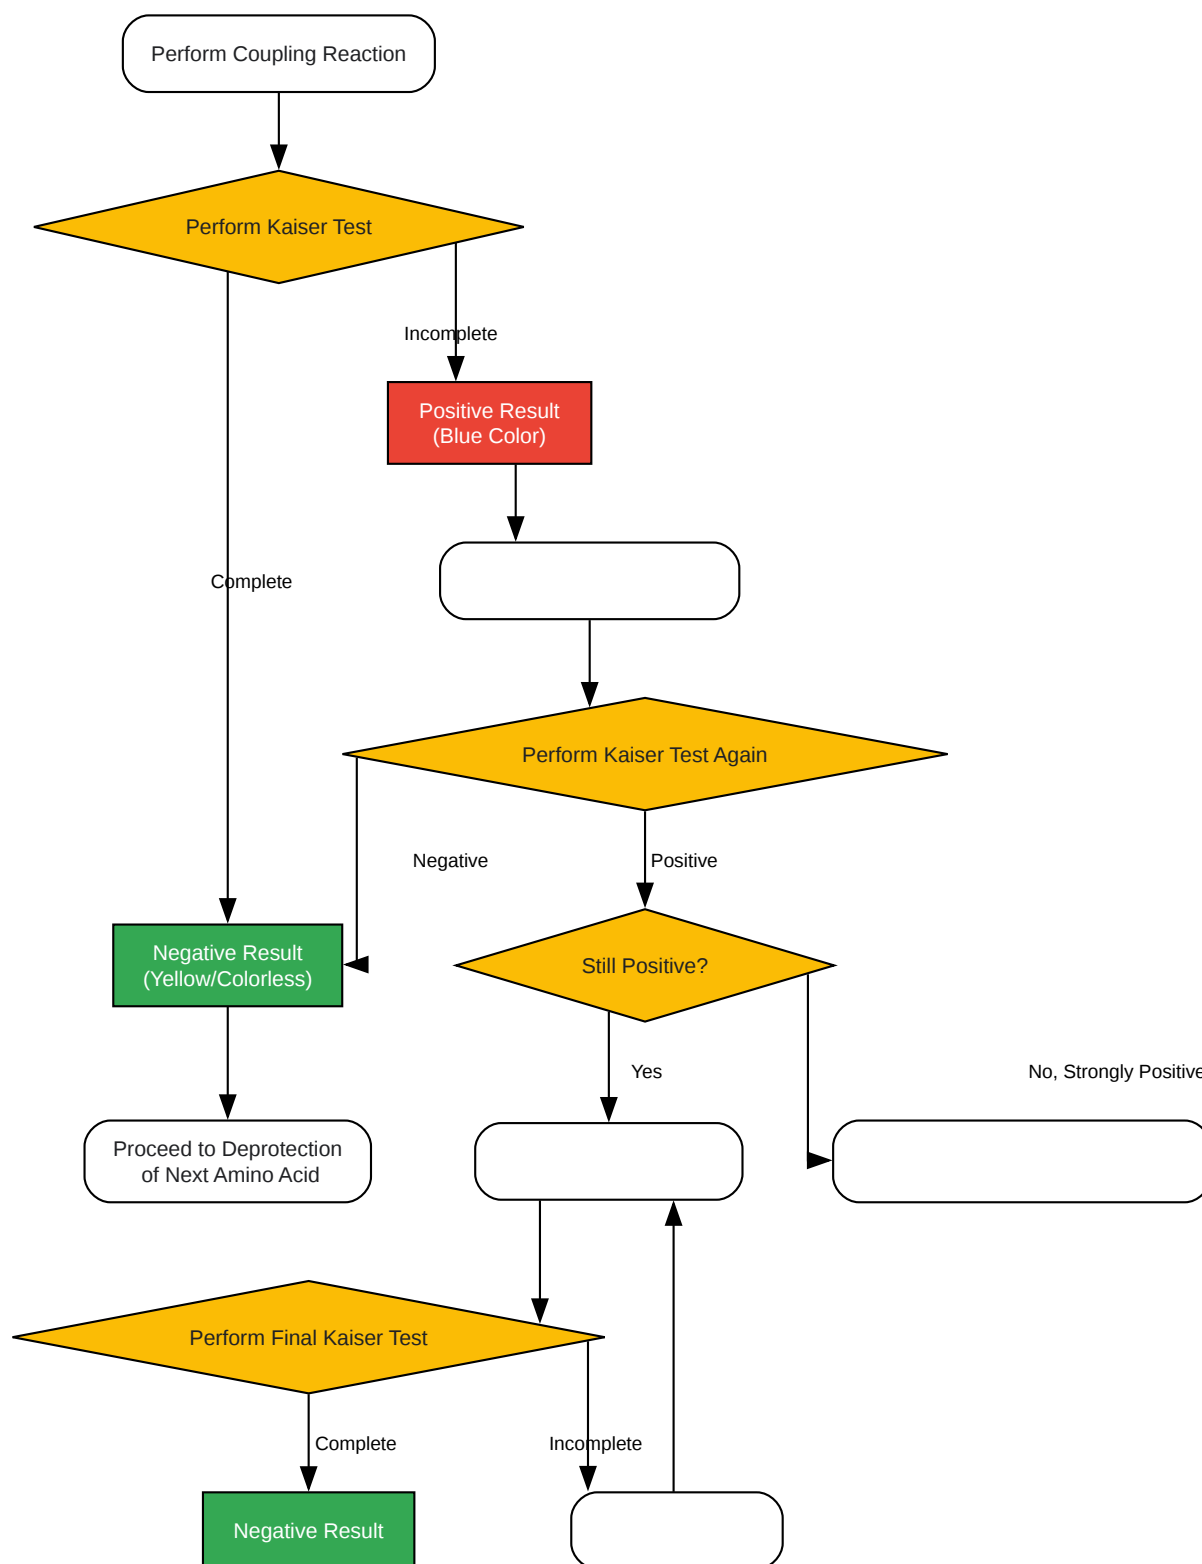 Perform Coupling Reaction
Perform Kaiser Test
Incomplete
Positive Result
(Blue Color)
Complete
Perform Kaiser Test Again
Negative
Positive
Negative Result
(Yellow/Colorless)
Still Positive?
Yes
No, Strongly Positive
Proceed to Deprotection
of Next Amino Acid
Perform Final Kaiser Test
Complete
Incomplete
Negative Result